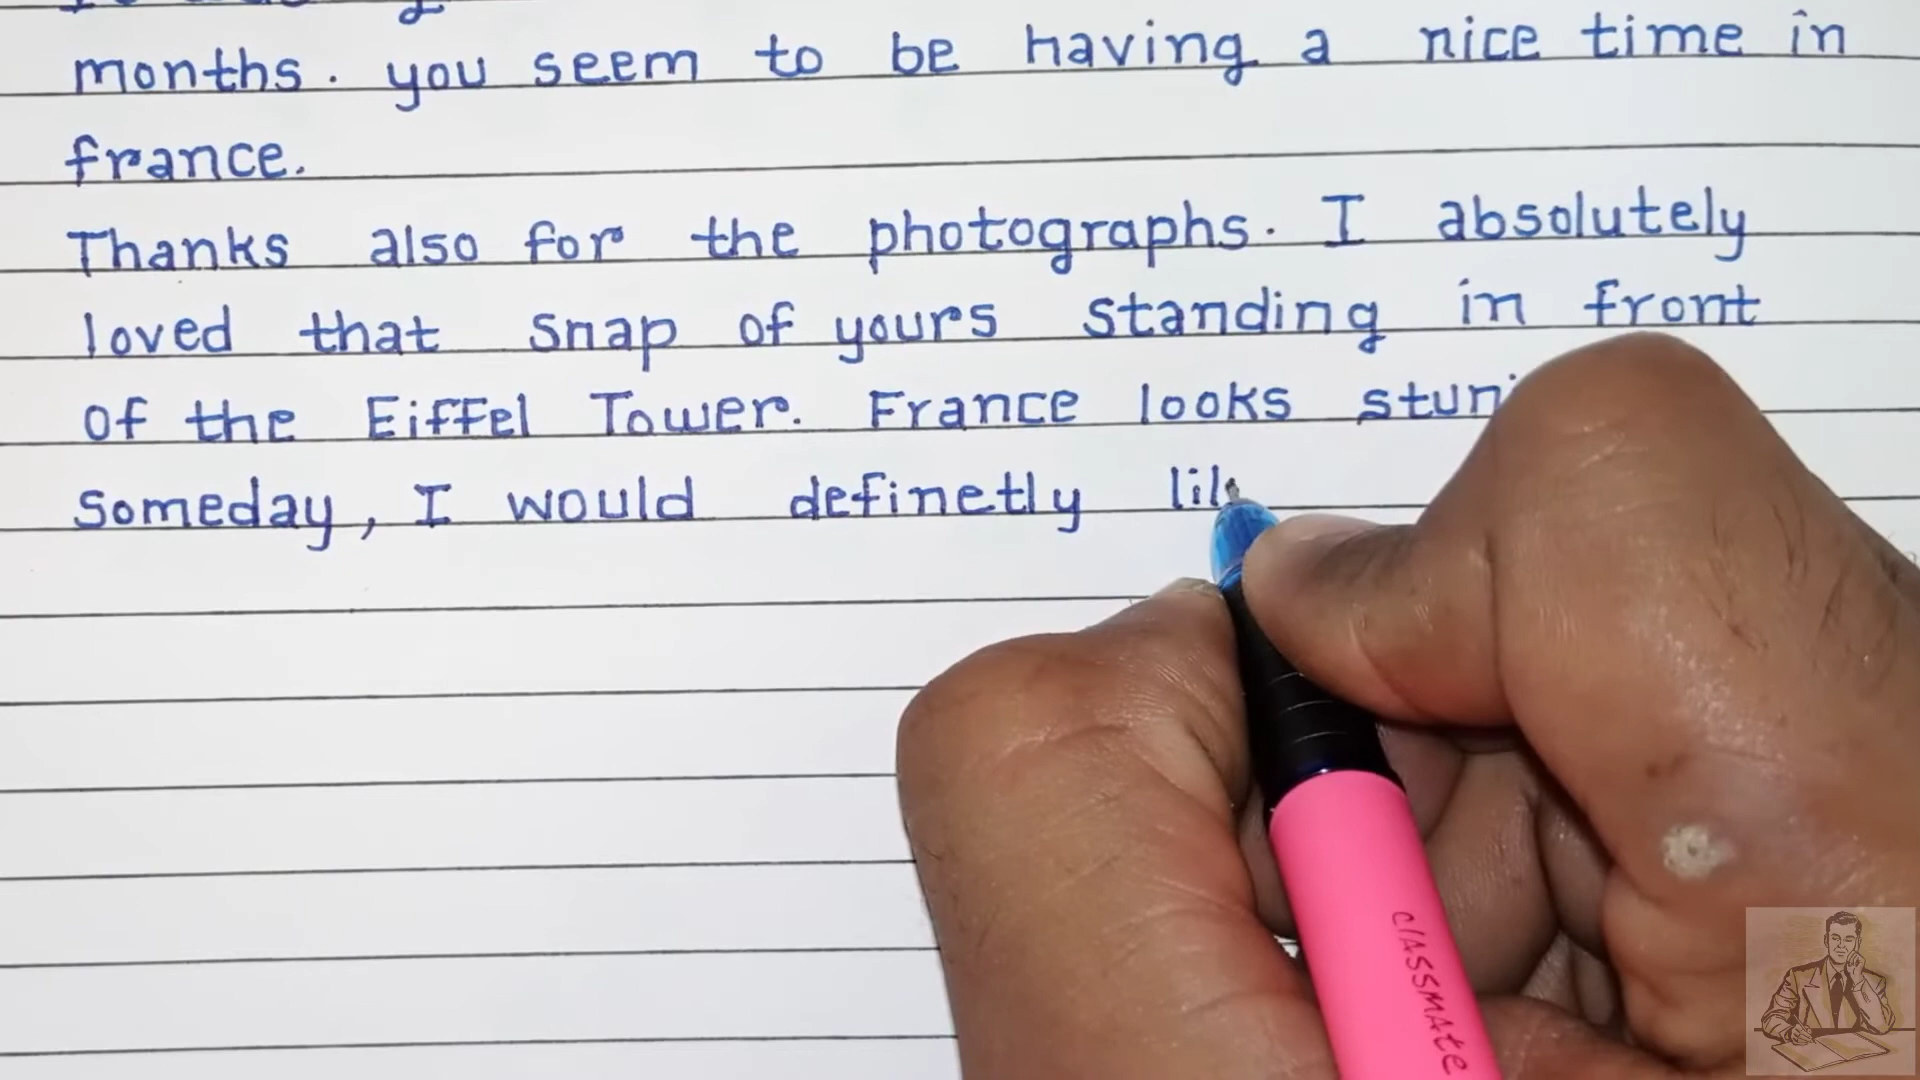 months. you seem to be having a nice time in
france.
Thanks also for the photographs. I absolutely
loved that snap of yours standing in front
of the Eiffel Tower. France looks
someday, I would definetly
CLASSMATE